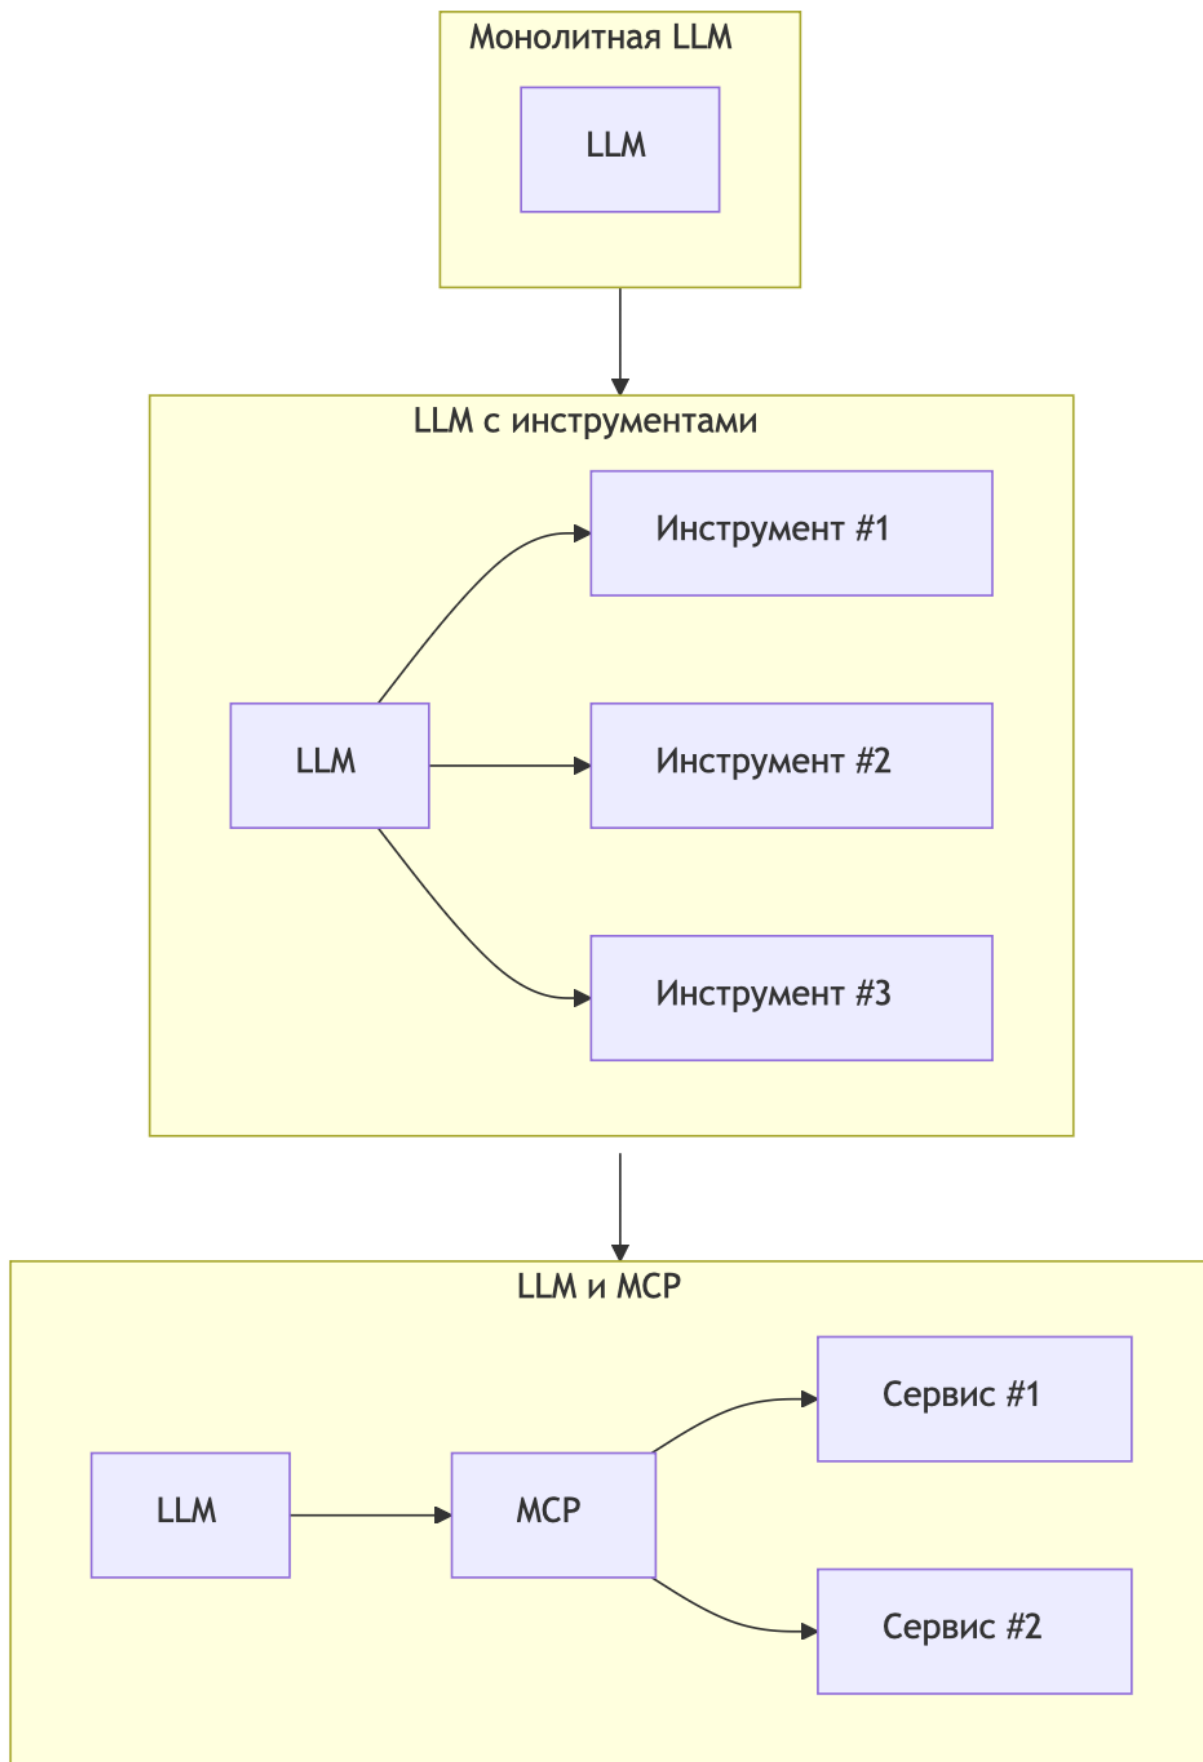 Монолитная LLM
LLM
LLM с инструментами
Инструмент #1
LLM
Инструмент #2
Инструмент #3
LLM и MCP
Сервис #1
LLM
MCP
Сервис #2